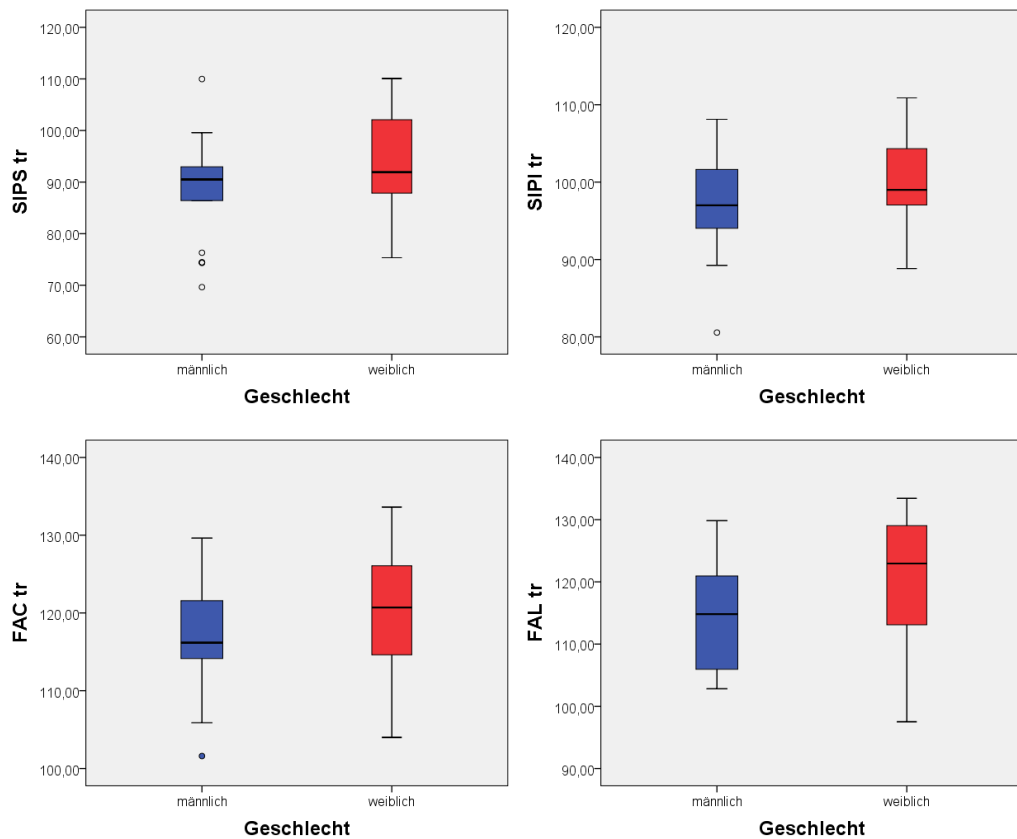 SIPS tr
120,00
110,00
100,00
90,00
80,00
70,00
60,00
männlich
weiblich
Geschlecht
SIPI tr
120,00
110,00
100,00
90,00
80,00
männlich
weiblich
Geschlecht
FAC tr
140,00
130,00
120,00
110,00
100,00
männlich
weiblich
Geschlecht
FAL tr
140,00
130,00
120,00
110,00
100,00
90,00
männlich
weiblich
Geschlecht